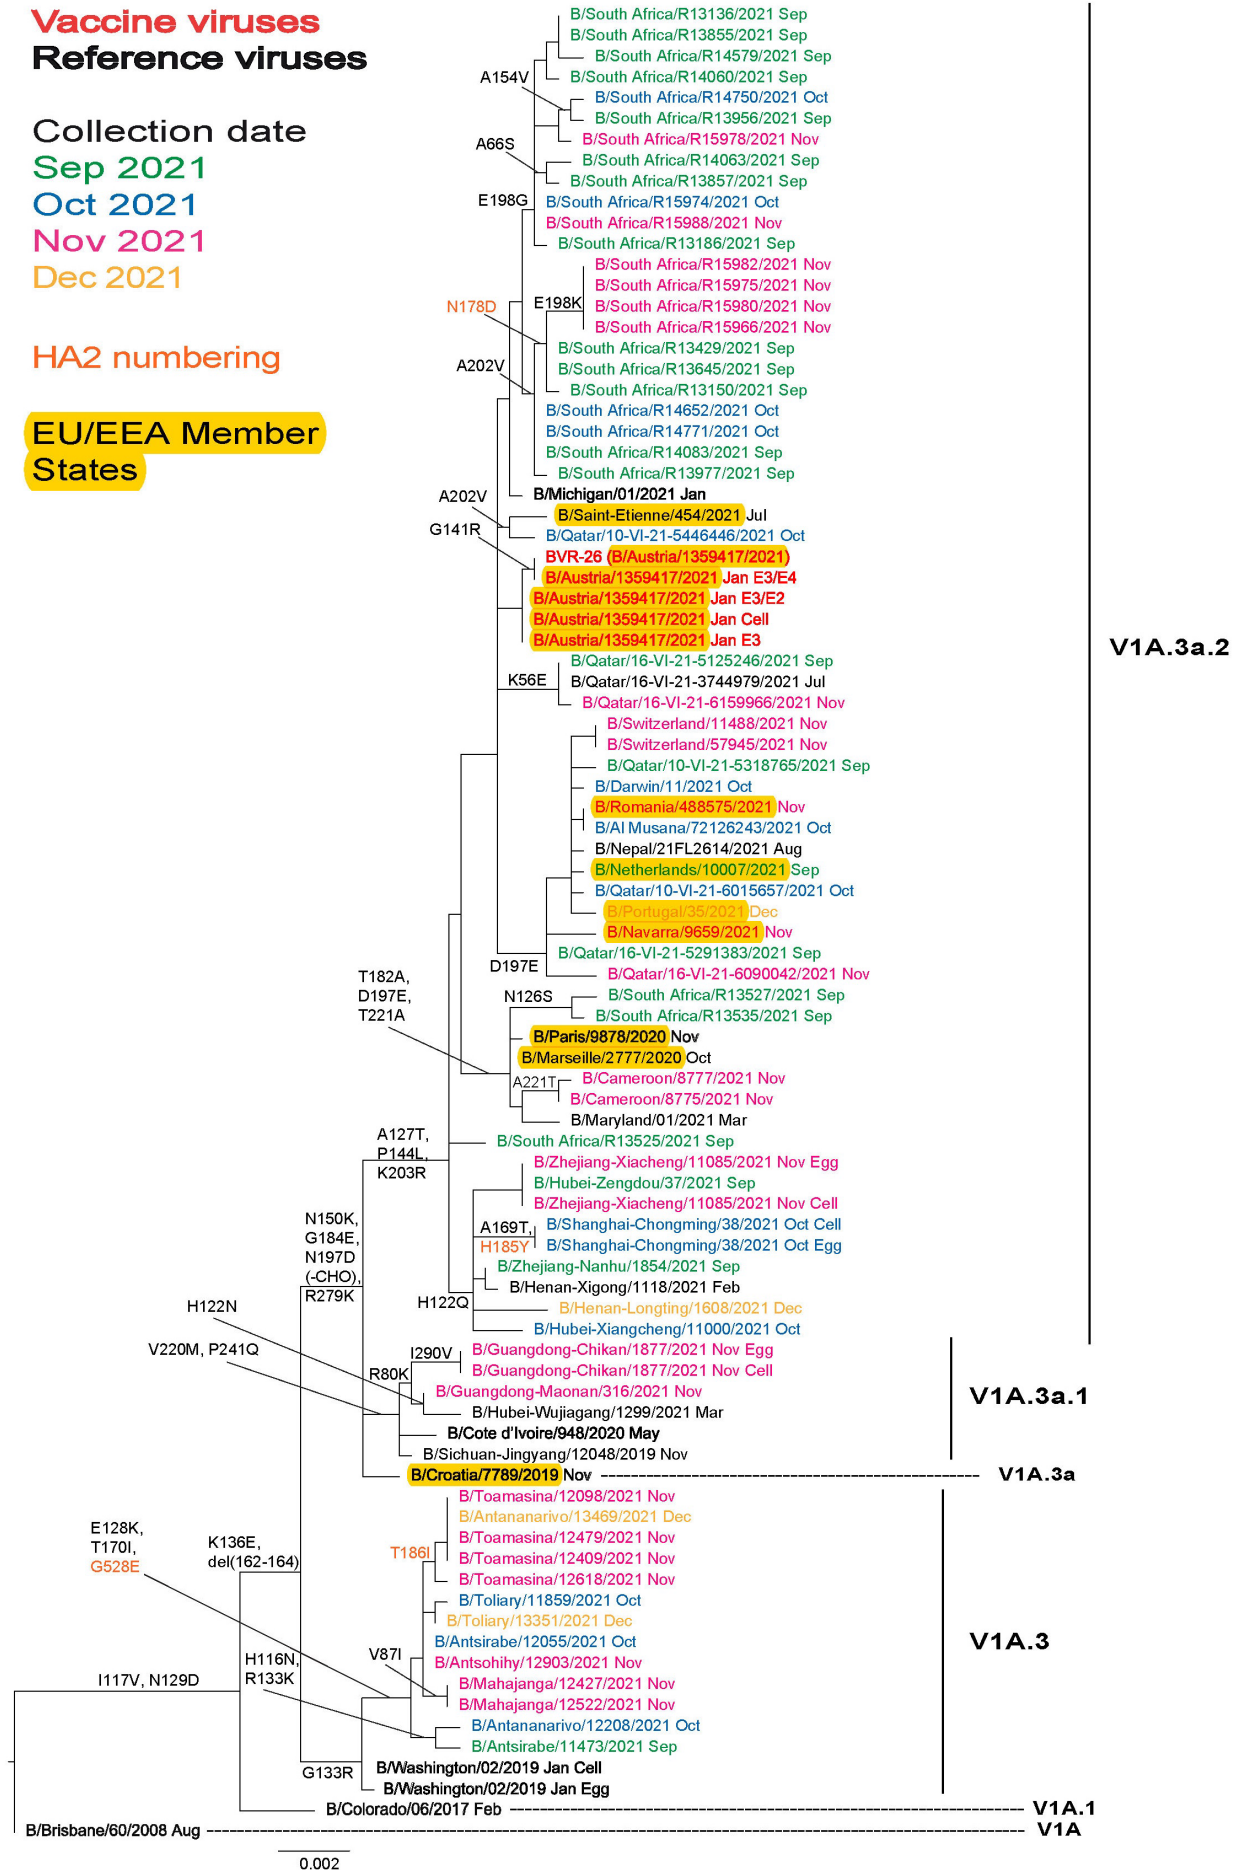 Vaccine viruses
Reference viruses
Collection date
Sep 2021
Oct 2021
Nov 2021
Dec 2021
HA2 numbering
EU/EEA Member
States
B/South Africa/R13136/2021 Sep
B/South Africa/R13855/2021 Sep
B/South Africa/R14579/2021 Sep
B/South Africa/R14060/2021 Sep
A154V
B/South Africa/R14750/2021 Oct
B/South Africa/R13956/2021 Sep
B/South Africa/R15978/2021 Nov
A66S
B/South Africa/R14063/2021 Sep
B/South Africa/R13857/2021 Sep
E198G
B/South Africa/R15974/2021 Oct
B/South Africa/R15988/2021 Nov
B/South Africa/R13186/2021 Sep
B/South Africa/R15982/2021 Nov
B/South Africa/R15975/2021 Nov
N178D
E198K
B/South Africa/R15980/2021 Nov
B/South Africa/R15966/2021 Nov
B/South Africa/R13429/2021 Sep
A202V
B/South Africa/R13645/2021 Sep
B/South Africa/R13150/2021 Sep
B/South Africa/R14652/2021 Oct
B/South Africa/R14771/2021 Oct
B/South Africa/R14083/2021 Sep
B/South Africa/R13977/2021 Sep
A202V
B/Michigan/01/2021 Jan
B/Saint-Etienne/454/2021 Jul
G141R
B/Qatar/10-VI-21-5446446/2021 Oct
BVR-26 (B/Austria/1359417/2021)
B/Austria/1359417/2021 Jan E3/E4
B/Austria/1359417/2021 Jan E3/E2
B/Austria/1359417/2021 Jan Cell
B/Austria/1359417/2021 Jan E3
V1A.3a.2
B/Qatar/16-VI-21-5125246/2021 Sep
K56E
B/Qatar/16-VI-21-3744979/2021 Jul
B/Qatar/16-VI-21-6159966/2021 Nov
B/Switzerland/11488/2021 Nov
B/Switzerland/57945/2021 Nov
B/Qatar/10-VI-21-5318765/2021 Sep
B/Darwin/11/2021 Oct
B/Romania/488575/2021 Nov
B/Al Musana/72126243/2021 Oct
B/Nepal/21FL2614/2021 Aug
B/Netherlands/10007/2021 Sep
B/Qatar/10-VI-21-6015657/2021 Oct
B/Portugal/35/2021 Dec
B/Navarra/9659/2021 Nov
B/Qatar/16-VI-21-5291383/2021 Sep
D197E
B/Qatar/16-VI-21-6090042/2021 Nov
T182A,
D197E,
T221A
N126S
B/South Africa/R13527/2021 Sep
B/South Africa/R13535/2021 Sep
B/Paris/9878/2020 Nov
B/Marseille/2777/2020 Oct
A221T
B/Cameroon/8777/2021 Nov
B/Cameroon/8775/2021 Nov
B/Maryland/01/2021 Mar
A127T,
P144L,
K203R
B/South Africa/R13525/2021 Sep
B/Zhejiang-Xiacheng/11085/2021 Nov Egg
B/Hubei-Zengdou/37/2021 Sep
B/Zhejiang-Xiacheng/11085/2021 Nov Cell
N150K,
G184E,
N197D
(-CHO),
R279K
A169T,
H185Y
B/Shanghai-Chongming/38/2021 Oct Cell
B/Shanghai-Chongming/38/2021 Oct Egg
B/Zhejiang-Nanhu/1854/2021 Sep
B/Henan-Xigong/1118/2021 Feb
H122Q
B/Henan-Longting/1608/2021 Dec
B/Hubei-Xiangcheng/11000/2021 Oct
H122N
V220M, P241Q
I290V
B/Guangdong-Chikan/1877/2021 Nov Egg
R80K
B/Guangdong-Chikan/1877/2021 Nov Cell
B/Guangdong-Maonan/316/2021 Nov
V1A.3a.1
B/Hubei-Wujiagang/1299/2021 Mar
B/Cote d'Ivoire/948/2020 May
B/Sichuan-Jingyang/12048/2019 Nov
B/Croatia/7789/2019 Nov
V1A.3a
B/Toamasina/12098/2021 Nov
B/Antananarivo/13469/2021 Dec
E128K,
T170I,
G528E
K136E,
del(162-164)
B/Toamasina/12479/2021 Nov
T186I
B/Toamasina/12409/2021 Nov
B/Toamasina/12618/2021 Nov
B/Toliary/11859/2021 Oct
B/Toliary/13351/2021 Dec
B/Antsirabe/12055/2021 Oct
V1A.3
H116N,
R133K
V87I
B/Antsohihy/12903/2021 Nov
I117V, N129D
B/Mahajanga/12427/2021 Nov
B/Mahajanga/12522/2021 Nov
B/Antananarivo/12208/2021 Oct
B/Antsirabe/11473/2021 Sep
G133R
B/Washington/02/2019 Jan Cell
B/Washington/02/2019 Jan Egg
B/Colorado/06/2017 Feb
V1A.1
B/Brisbane/60/2008 Aug
V1A
0.002